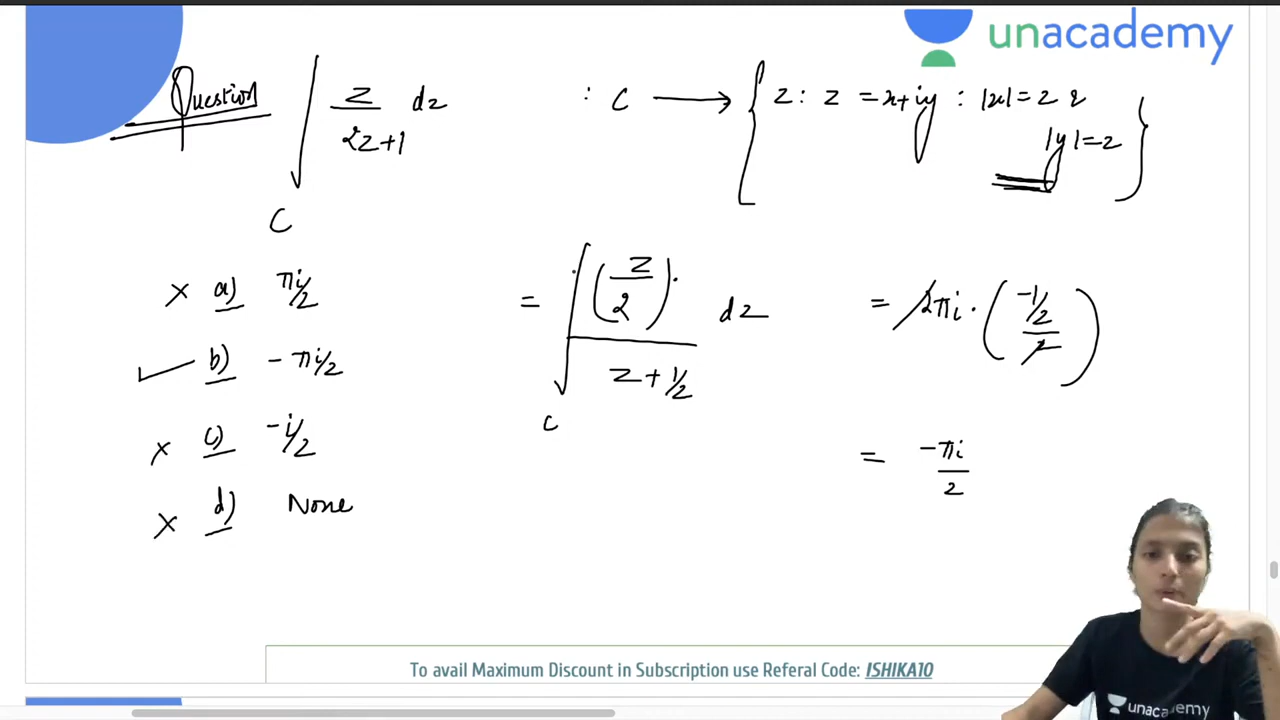 unacademy
Question ∫ z/(2z+1) dz : C → { z : z = x+iy : |x| = 2 &
|y| = 2 }
C
= ∫ (z/2) / (z + 1/2) dz = 2πi · ( (-1/2) / 2 )
C
× a) πi/2
✓ b) - πi/2
× c) -i/2
= -πi/2
× d) None
To avail Maximum Discount in Subscription use Referal Code: ISHIKA10
unacademy